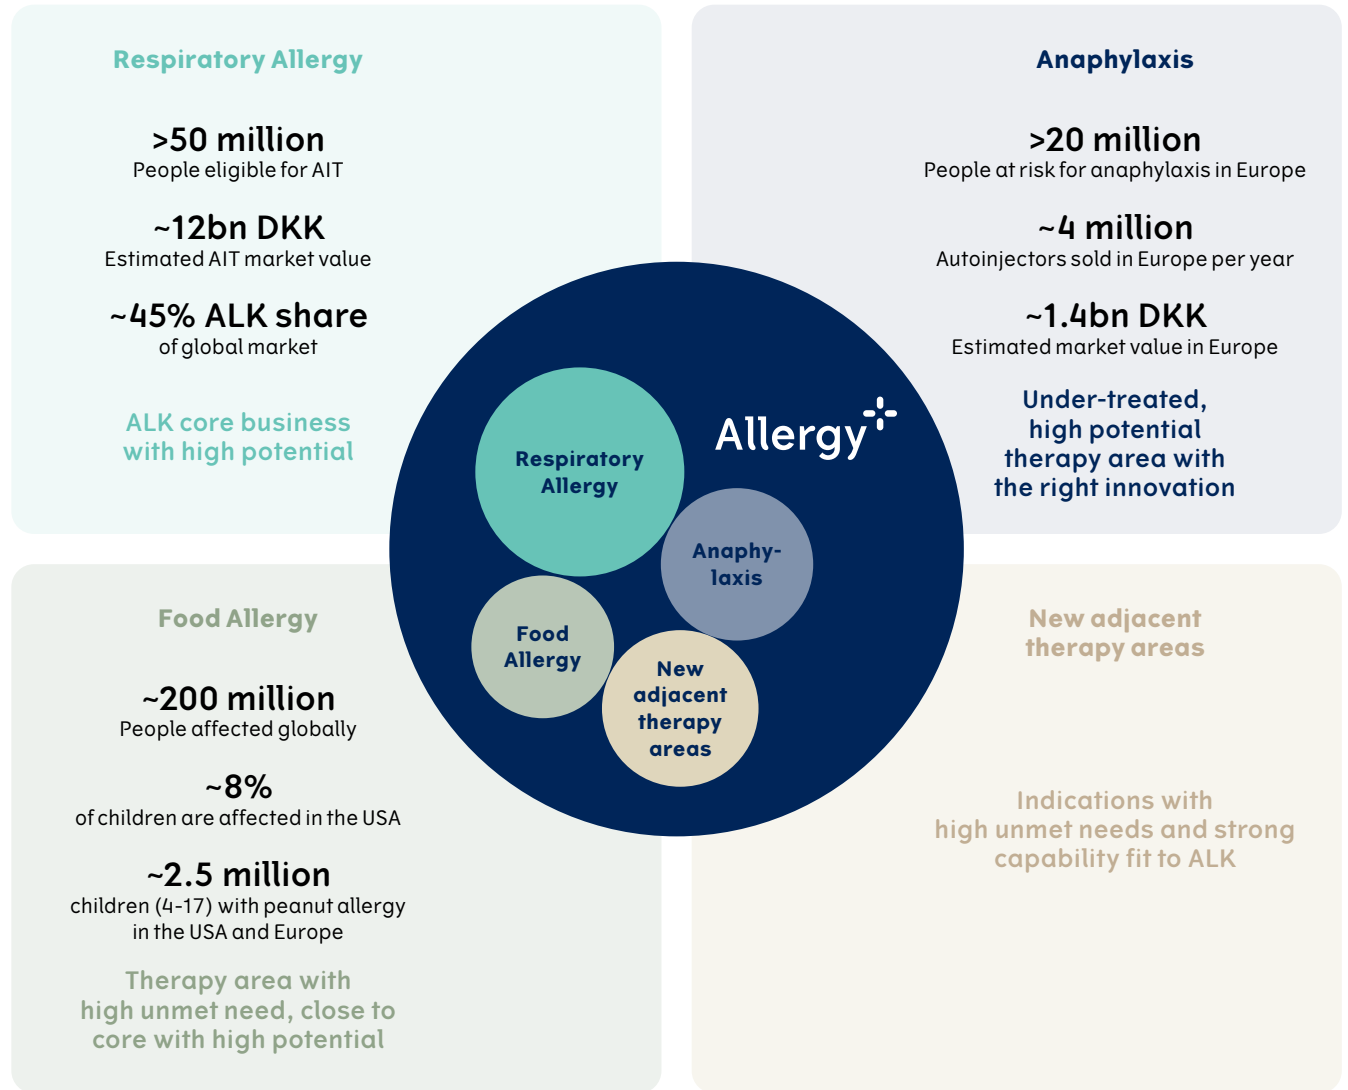 Respiratory Allergy
>50 million
People eligible for AIT
~12bn DKK
Estimated AIT market value
~45% ALK share
of global market
ALK core business
with high potential
Anaphylaxis
>20 million
People at risk for anaphylaxis in Europe
~4 million
Autoinjectors sold in Europe per year
~1.4bn DKK
Estimated market value in Europe
Under-treated,
high potential
therapy area with
the right innovation
Allergy+
Respiratory
Allergy
Anaphy-
laxis
Food
Allergy
New
adjacent
therapy
areas
Food Allergy
~200 million
People affected globally
~8%
of children are affected in the USA
~2.5 million
children (4-17) with peanut allergy
in the USA and Europe
Therapy area with
high unmet need, close to
core with high potential
New adjacent
therapy areas
Indications with
high unmet needs and strong
capability fit to ALK